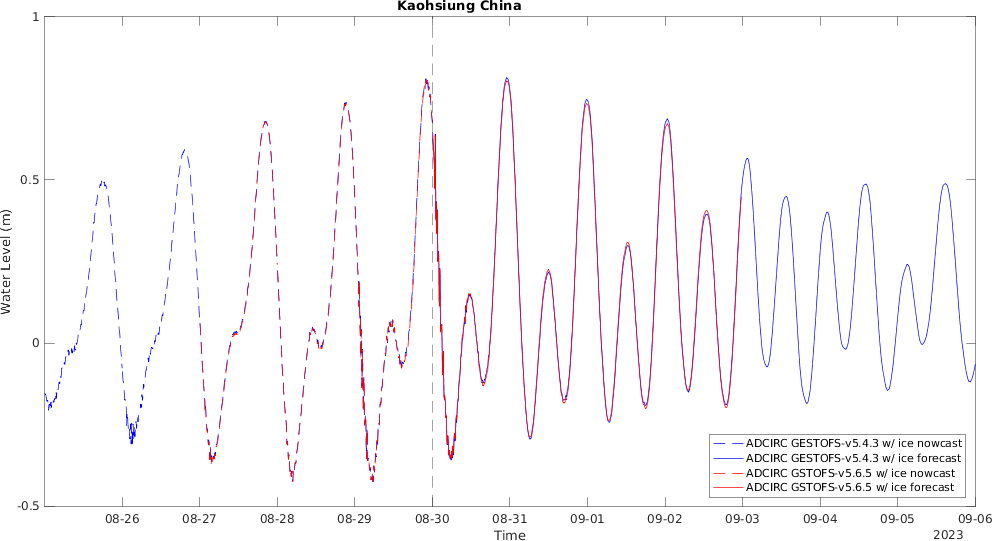 Kaohsiung China
1
0.5
0
-0.5
Water Level (m)
08-26 08-27 08-28 08-29 08-30 08-31 09-01 09-02 09-03 09-04 09-05 09-06
Time
2023
ADCIRC GESTOFS-v5.4.3 w/ ice nowcast
ADCIRC GESTOFS-v5.4.3 w/ ice forecast
ADCIRC GSTOFS-v5.6.5 w/ ice nowcast
ADCIRC GSTOFS-v5.6.5 w/ ice forecast